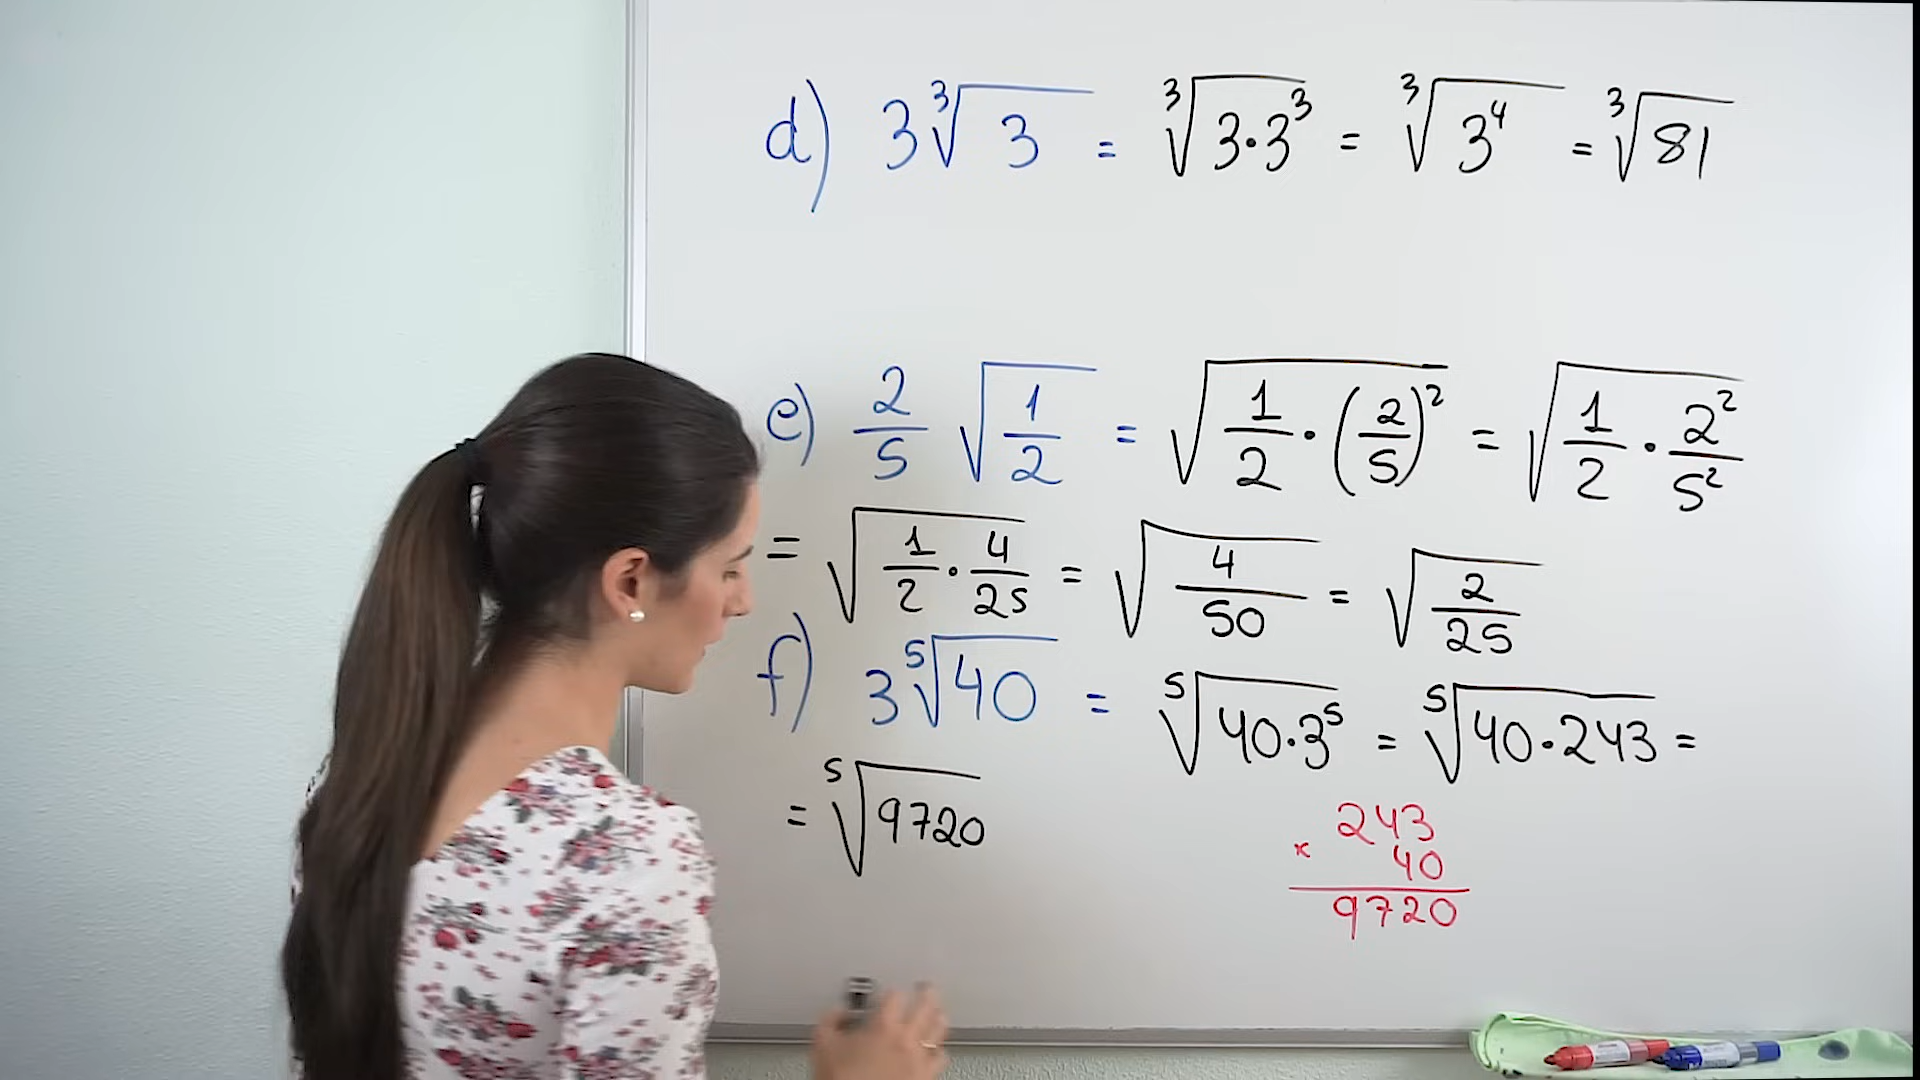 d) 3∛3 = ∛(3·3³) = ∛(3⁴) = ∛81
e) 2/5 √(1/2) = √(1/2 · (2/5)²) = √(1/2 · 2²/5²)
= √(1/2 · 4/25) = √(4/50) = √(2/25)
f) 3 ⁵√40 = ⁵√(40·3⁵) = ⁵√(40·243) =
= ⁵√9720
243
× 40
9720